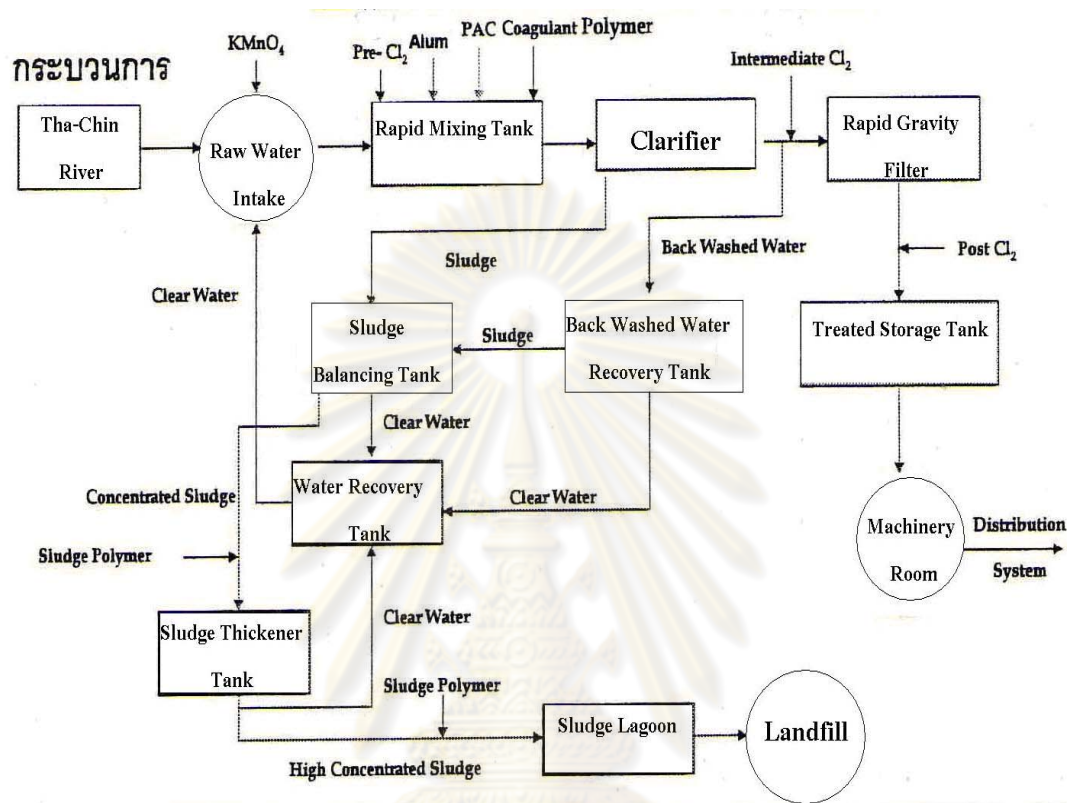 กระบวนการ
KMnO₄
Pre- Cl₂
Alum
PAC Coagulant Polymer
Intermediate Cl₂
Tha-Chin
River
Raw Water
Intake
Rapid Mixing Tank
Clarifier
Rapid Gravity
Filter
Sludge
Back Washed Water
Post Cl₂
Clear Water
Sludge
Balancing Tank
Sludge
Back Washed Water
Recovery Tank
Treated Storage Tank
Clear Water
Concentrated Sludge
Water Recovery
Tank
Clear Water
Machinery
Room
Distribution
System
Sludge Polymer
Sludge Thickener
Tank
Clear Water
Sludge Polymer
High Concentrated Sludge
Sludge Lagoon
Landfill